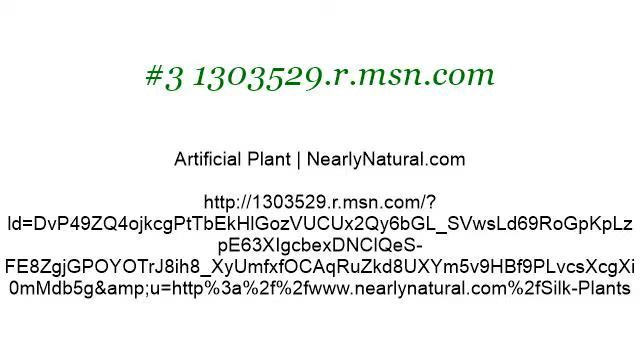 #3 1303529.r.msn.com
Artificial Plant | NearlyNatural.com
http://1303529.r.msn.com/?
ld=DvP49ZQ4ojkcgPtTbEkHlGozVUCUx2Qy6bGL_SVwsLd69RoGpKpLz
pE63XIgcbexDNClQeS-
FE8ZgjGPOYOTrJ8ih8_XyUmfxfOCAqRuZkd8UXYm5v9HBf9PLvcsXcgXi
0mMdb5g&amp;u=http%3a%2f%2fwww.nearlynatural.com%2fSilk-Plants